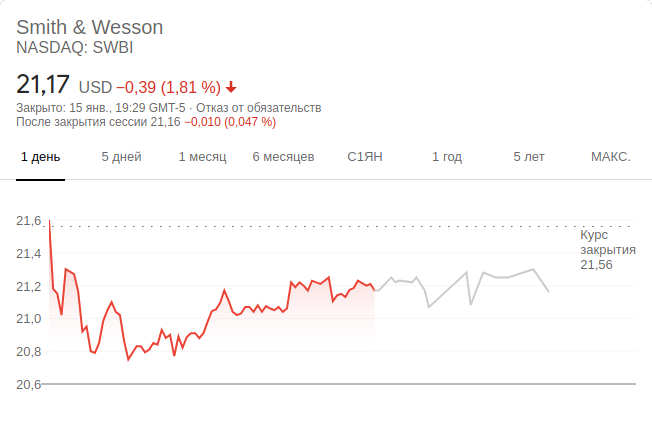 Smith & Wesson
NASDAQ: SWBI
21,17 USD −0,39 (1,81 %)
Закрыто: 15 янв., 19:29 GMT-5 · Отказ от обязательств
После закрытия сессии 21,16 −0,010 (0,047 %)
1 день 5 дней 1 месяц 6 месяцев С1ЯН 1 год 5 лет МАКС.
21,6
Курс
закрытия
21,56
21,4
21,2
21,0
20,8
20,6